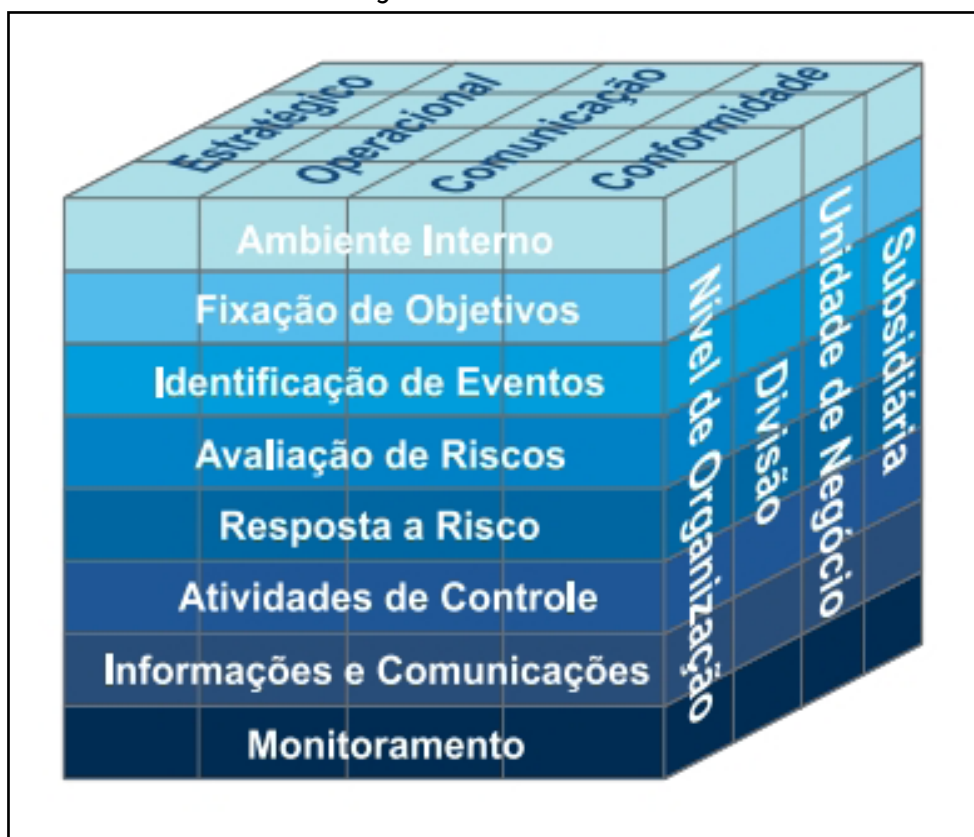 Estratégico
Operacional
Comunicação
Conformidade
Ambiente Interno
Fixação de Objetivos
Identificação de Eventos
Avaliação de Riscos
Resposta a Risco
Atividades de Controle
Informações e Comunicações
Monitoramento
Nível de Organização
Divisão
Unidade de Negócio
Subsidiária